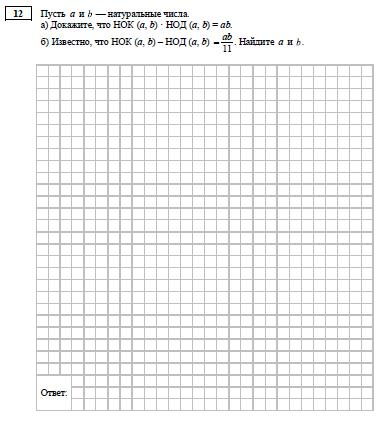 12 Пусть a и b — натуральные числа.
а) Докажите, что НОК (a, b) · НОД (a, b) = ab.
б) Известно, что НОК (a, b) – НОД (a, b) = ab/11. Найдите a и b.
Ответ: